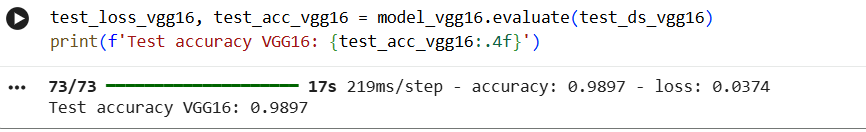 test_loss_vgg16, test_acc_vgg16 = model_vgg16.evaluate(test_ds_vgg16)
print(f'Test accuracy VGG16: {test_acc_vgg16:.4f}')
73/73 ━━━━━━━━━━━━━━━━━━━━ 17s 219ms/step - accuracy: 0.9897 - loss: 0.0374
Test accuracy VGG16: 0.9897